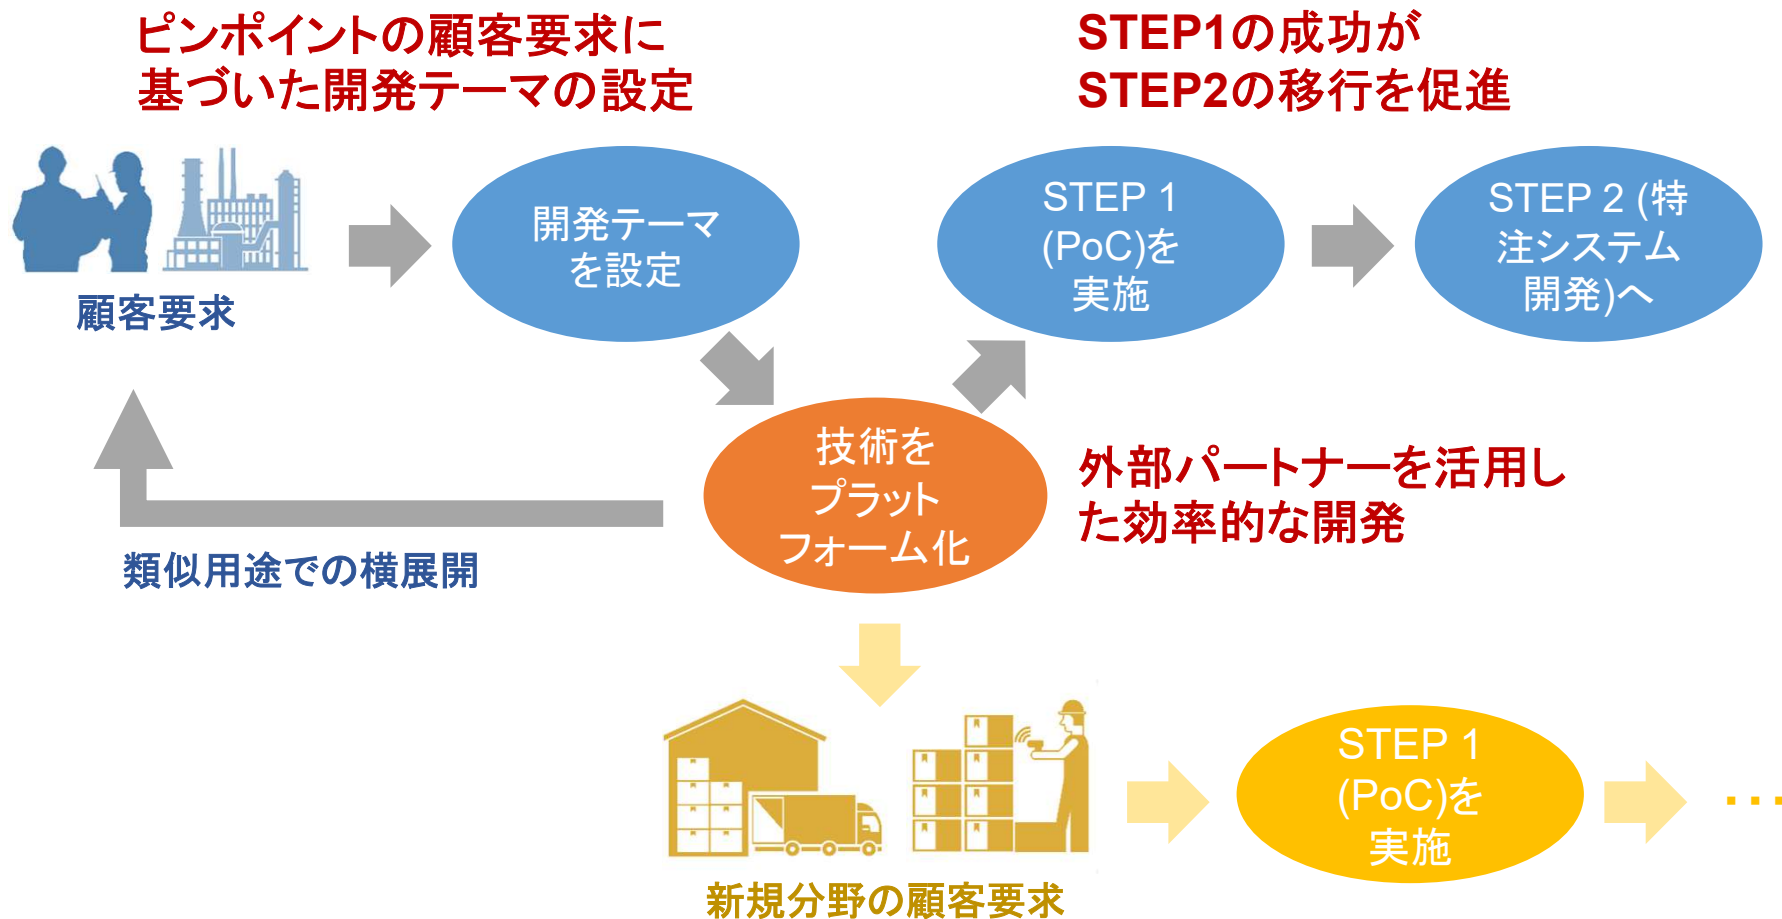 ピンポイントの顧客要求に
基づいた開発テーマの設定
STEP1の成功が
STEP2の移行を促進
顧客要求
開発テーマ
を設定
STEP 1
(PoC)を
実施
STEP 2 (特
注システム
開発)へ
技術を
プラット
フォーム化
外部パートナーを活用し
た効率的な開発
類似用途での横展開
新規分野の顧客要求
STEP 1
(PoC)を
実施
･･･